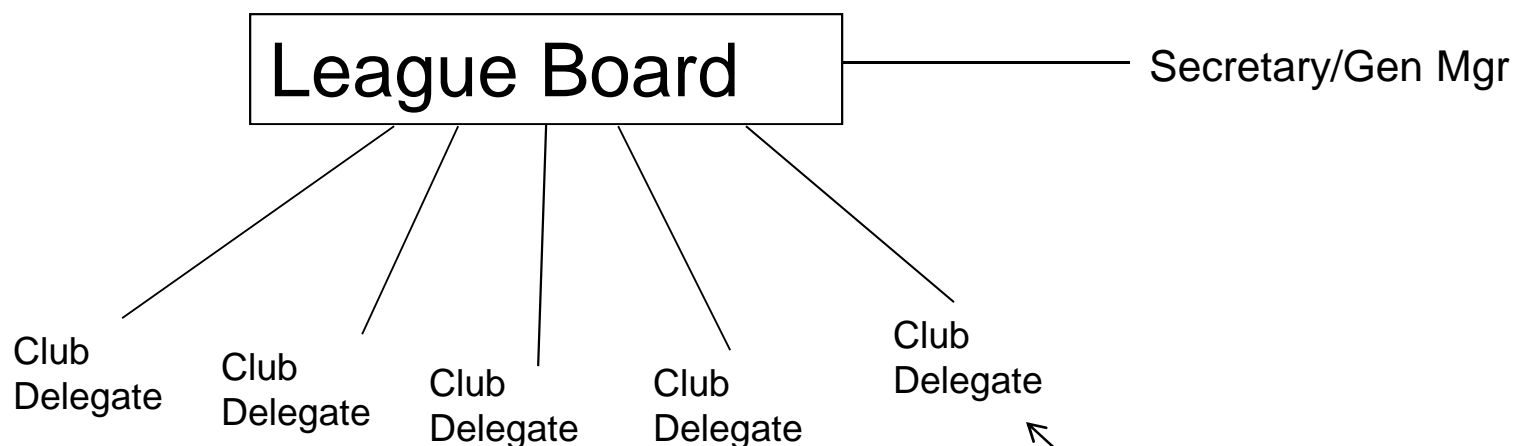 League Board
Secretary/Gen Mgr
Club
Delegate
Club
Delegate
Club
Delegate
Club
Delegate
Club
Delegate